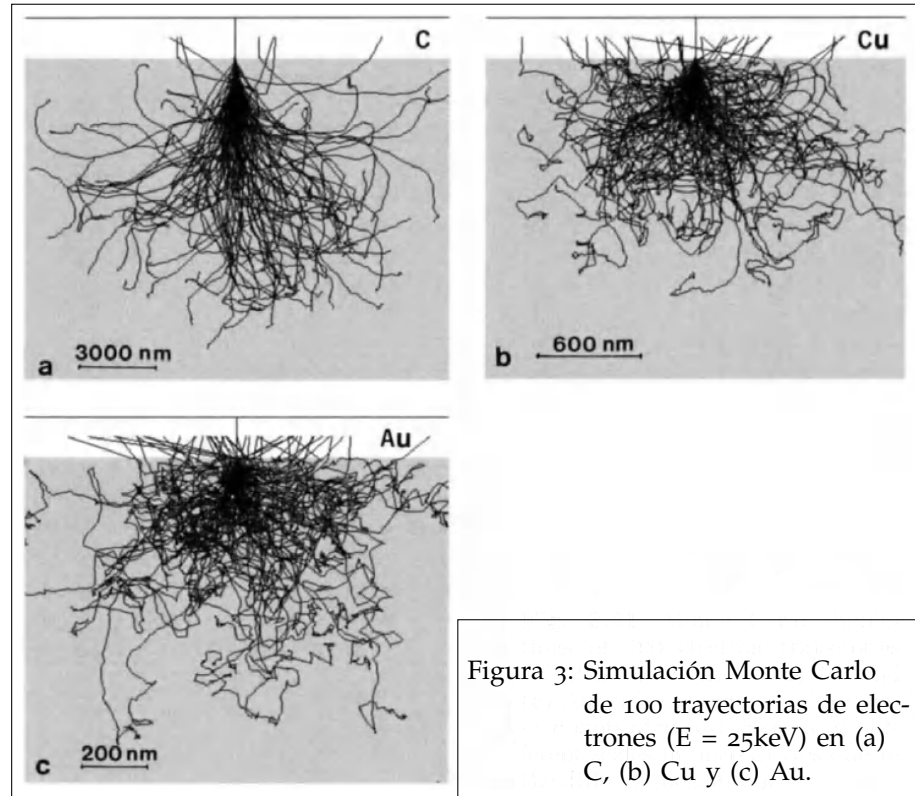 C
a
3000 nm
Cu
b
600 nm
Au
c
200 nm
Figura 3: Simulación Monte Carlo
de 100 trayectorias de elec-
trones (E = 25keV) en (a)
C, (b) Cu y (c) Au.